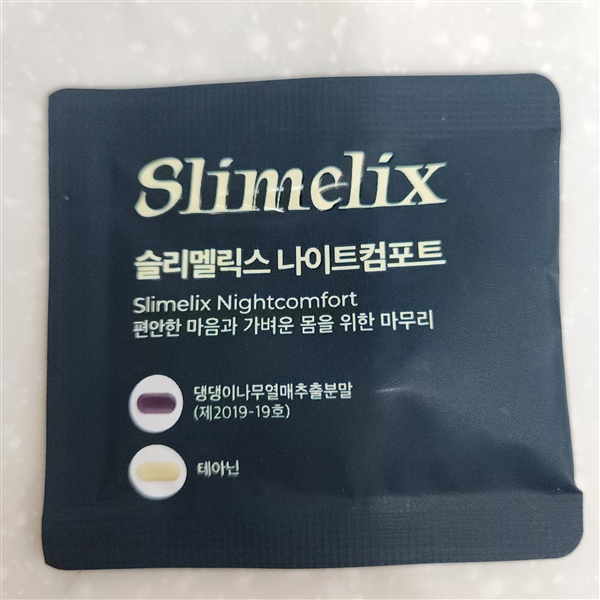 Slimelix
슬리멜릭스 나이트컴포트
Slimelix Nightcomfort
편안한 마음과 가벼운 몸을 위한 마무리
댕댕이나무열매추출분말
(제2019-19호)
테아닌